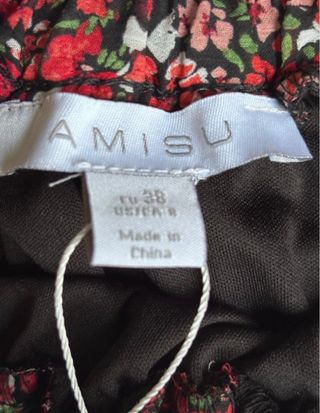 AMISU
EU 38
US/CA 8
Made in
China